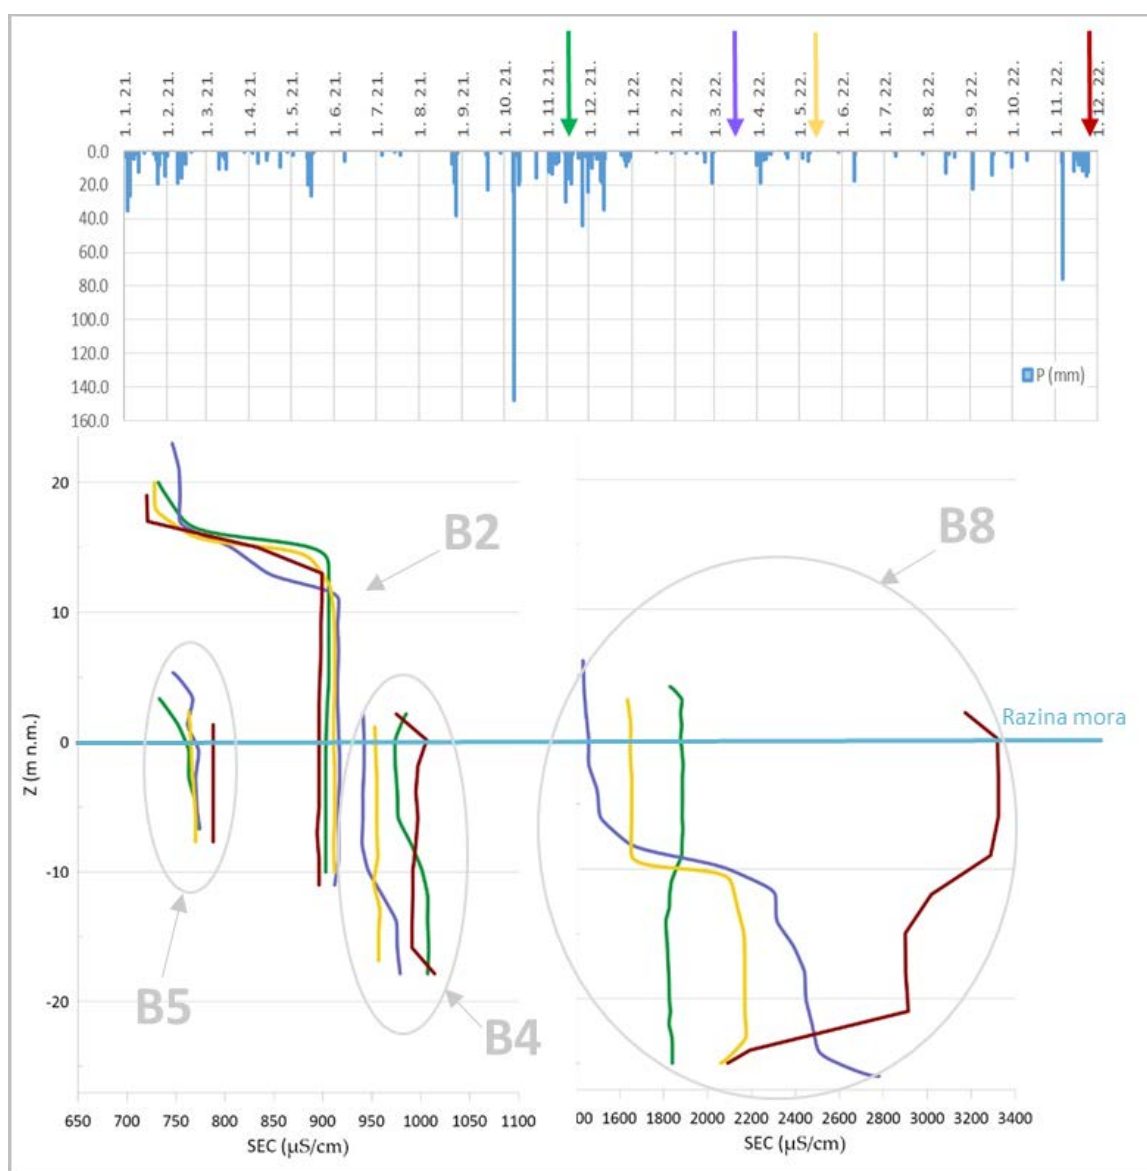 1. 1. 21.
1. 2. 21.
1. 3. 21.
1. 4. 21.
1. 5. 21.
1. 6. 21.
1. 7. 21.
1. 8. 21.
1. 9. 21.
1. 10. 21.
1. 11. 21.
1. 12. 21.
1. 1. 22.
1. 2. 22.
1. 3. 22.
1. 4. 22.
1. 5. 22.
1. 6. 22.
1. 7. 22.
1. 8. 22.
1. 9. 22.
1. 10. 22.
1. 11. 22.
1. 12. 22.
0.0
20.0
40.0
60.0
80.0
100.0
120.0
140.0
160.0
P (mm)
20
10
0
-10
-20
Z (m n.m.)
B2
B8
B5
B4
Razina mora
650 700 750 800 850 900 950 1000 1050 1100
SEC (µS/cm)
00 1600 2000 2200 2400 2600 2800 3000 3200 3400
SEC (µS/cm)